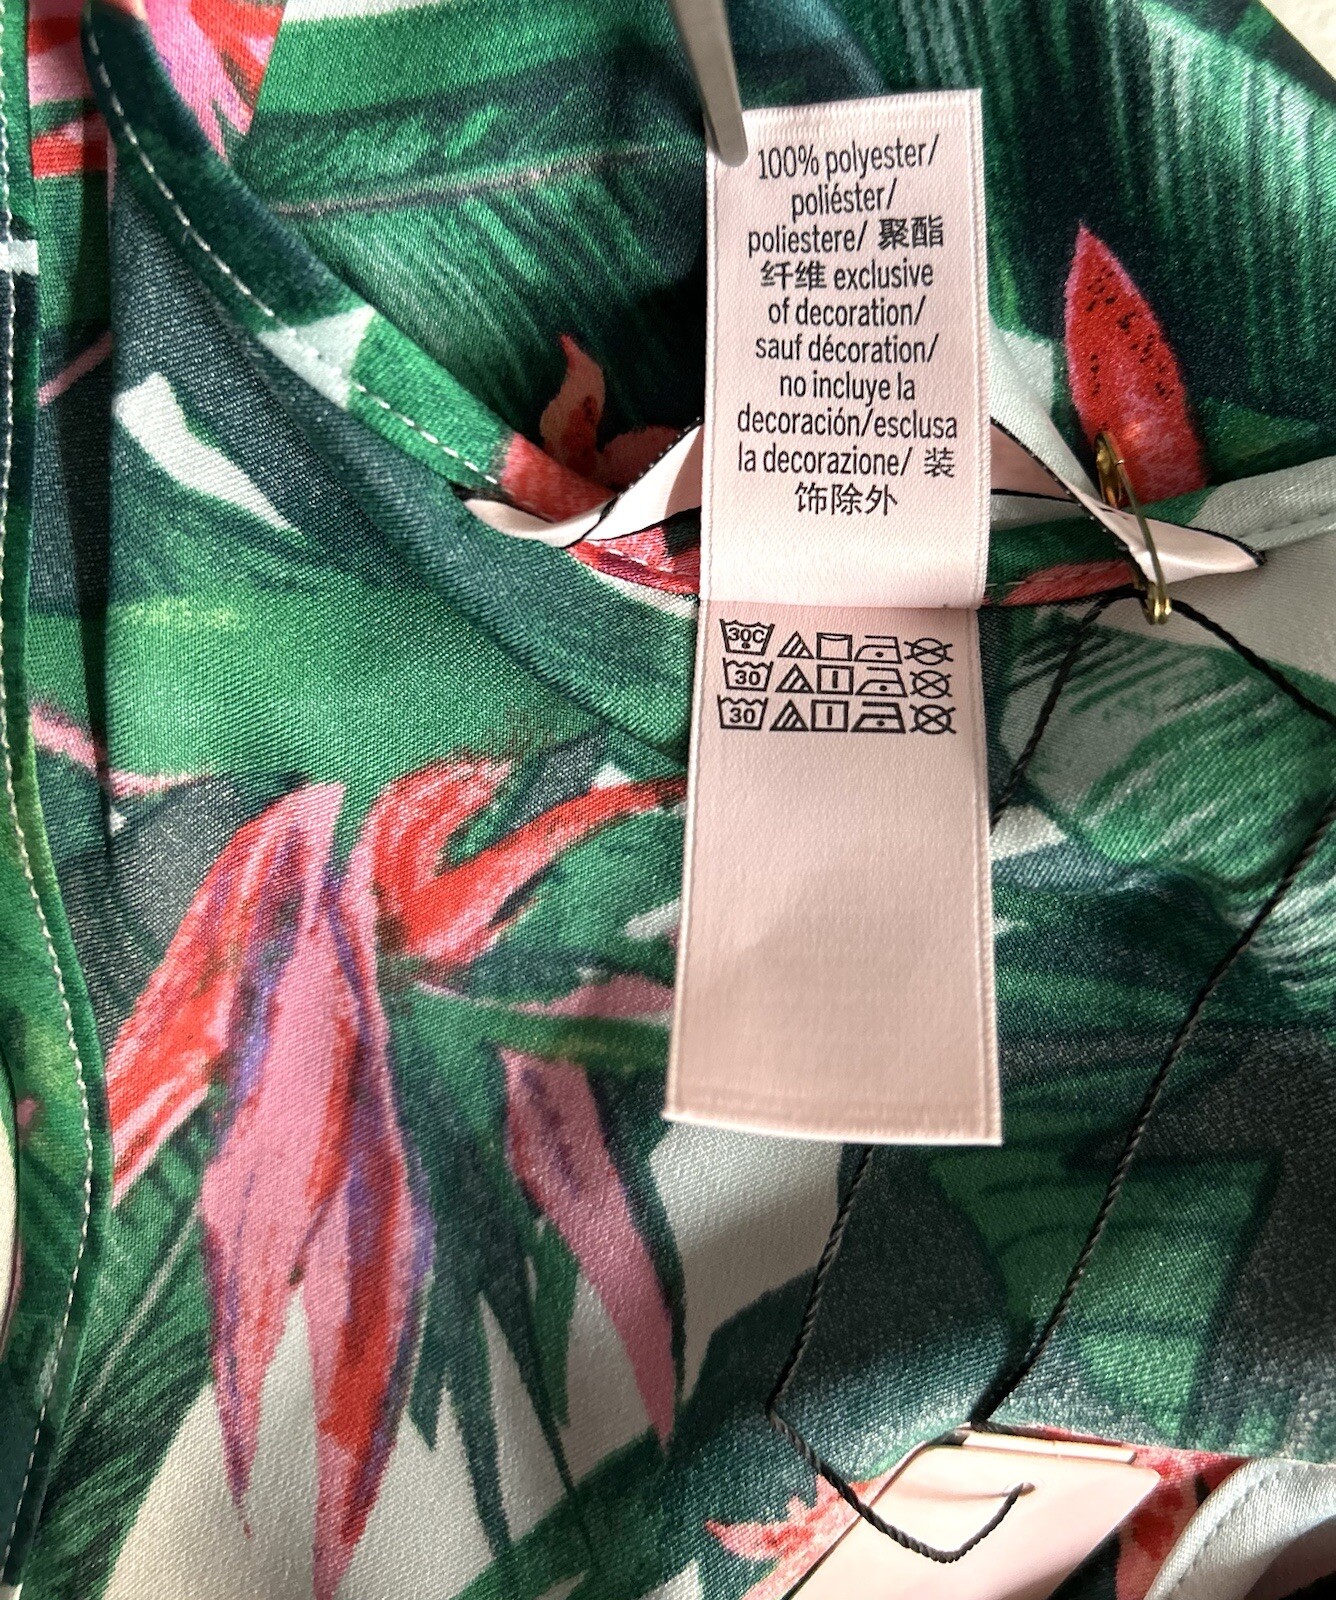 100% polyester/
poliéster/
poliestere/ 聚酯
纤维 exclusive
of decoration/
sauf décoration/
no incluye la
decoración/esclusa
la decorazione/ 装
饰除外
30C
30
30